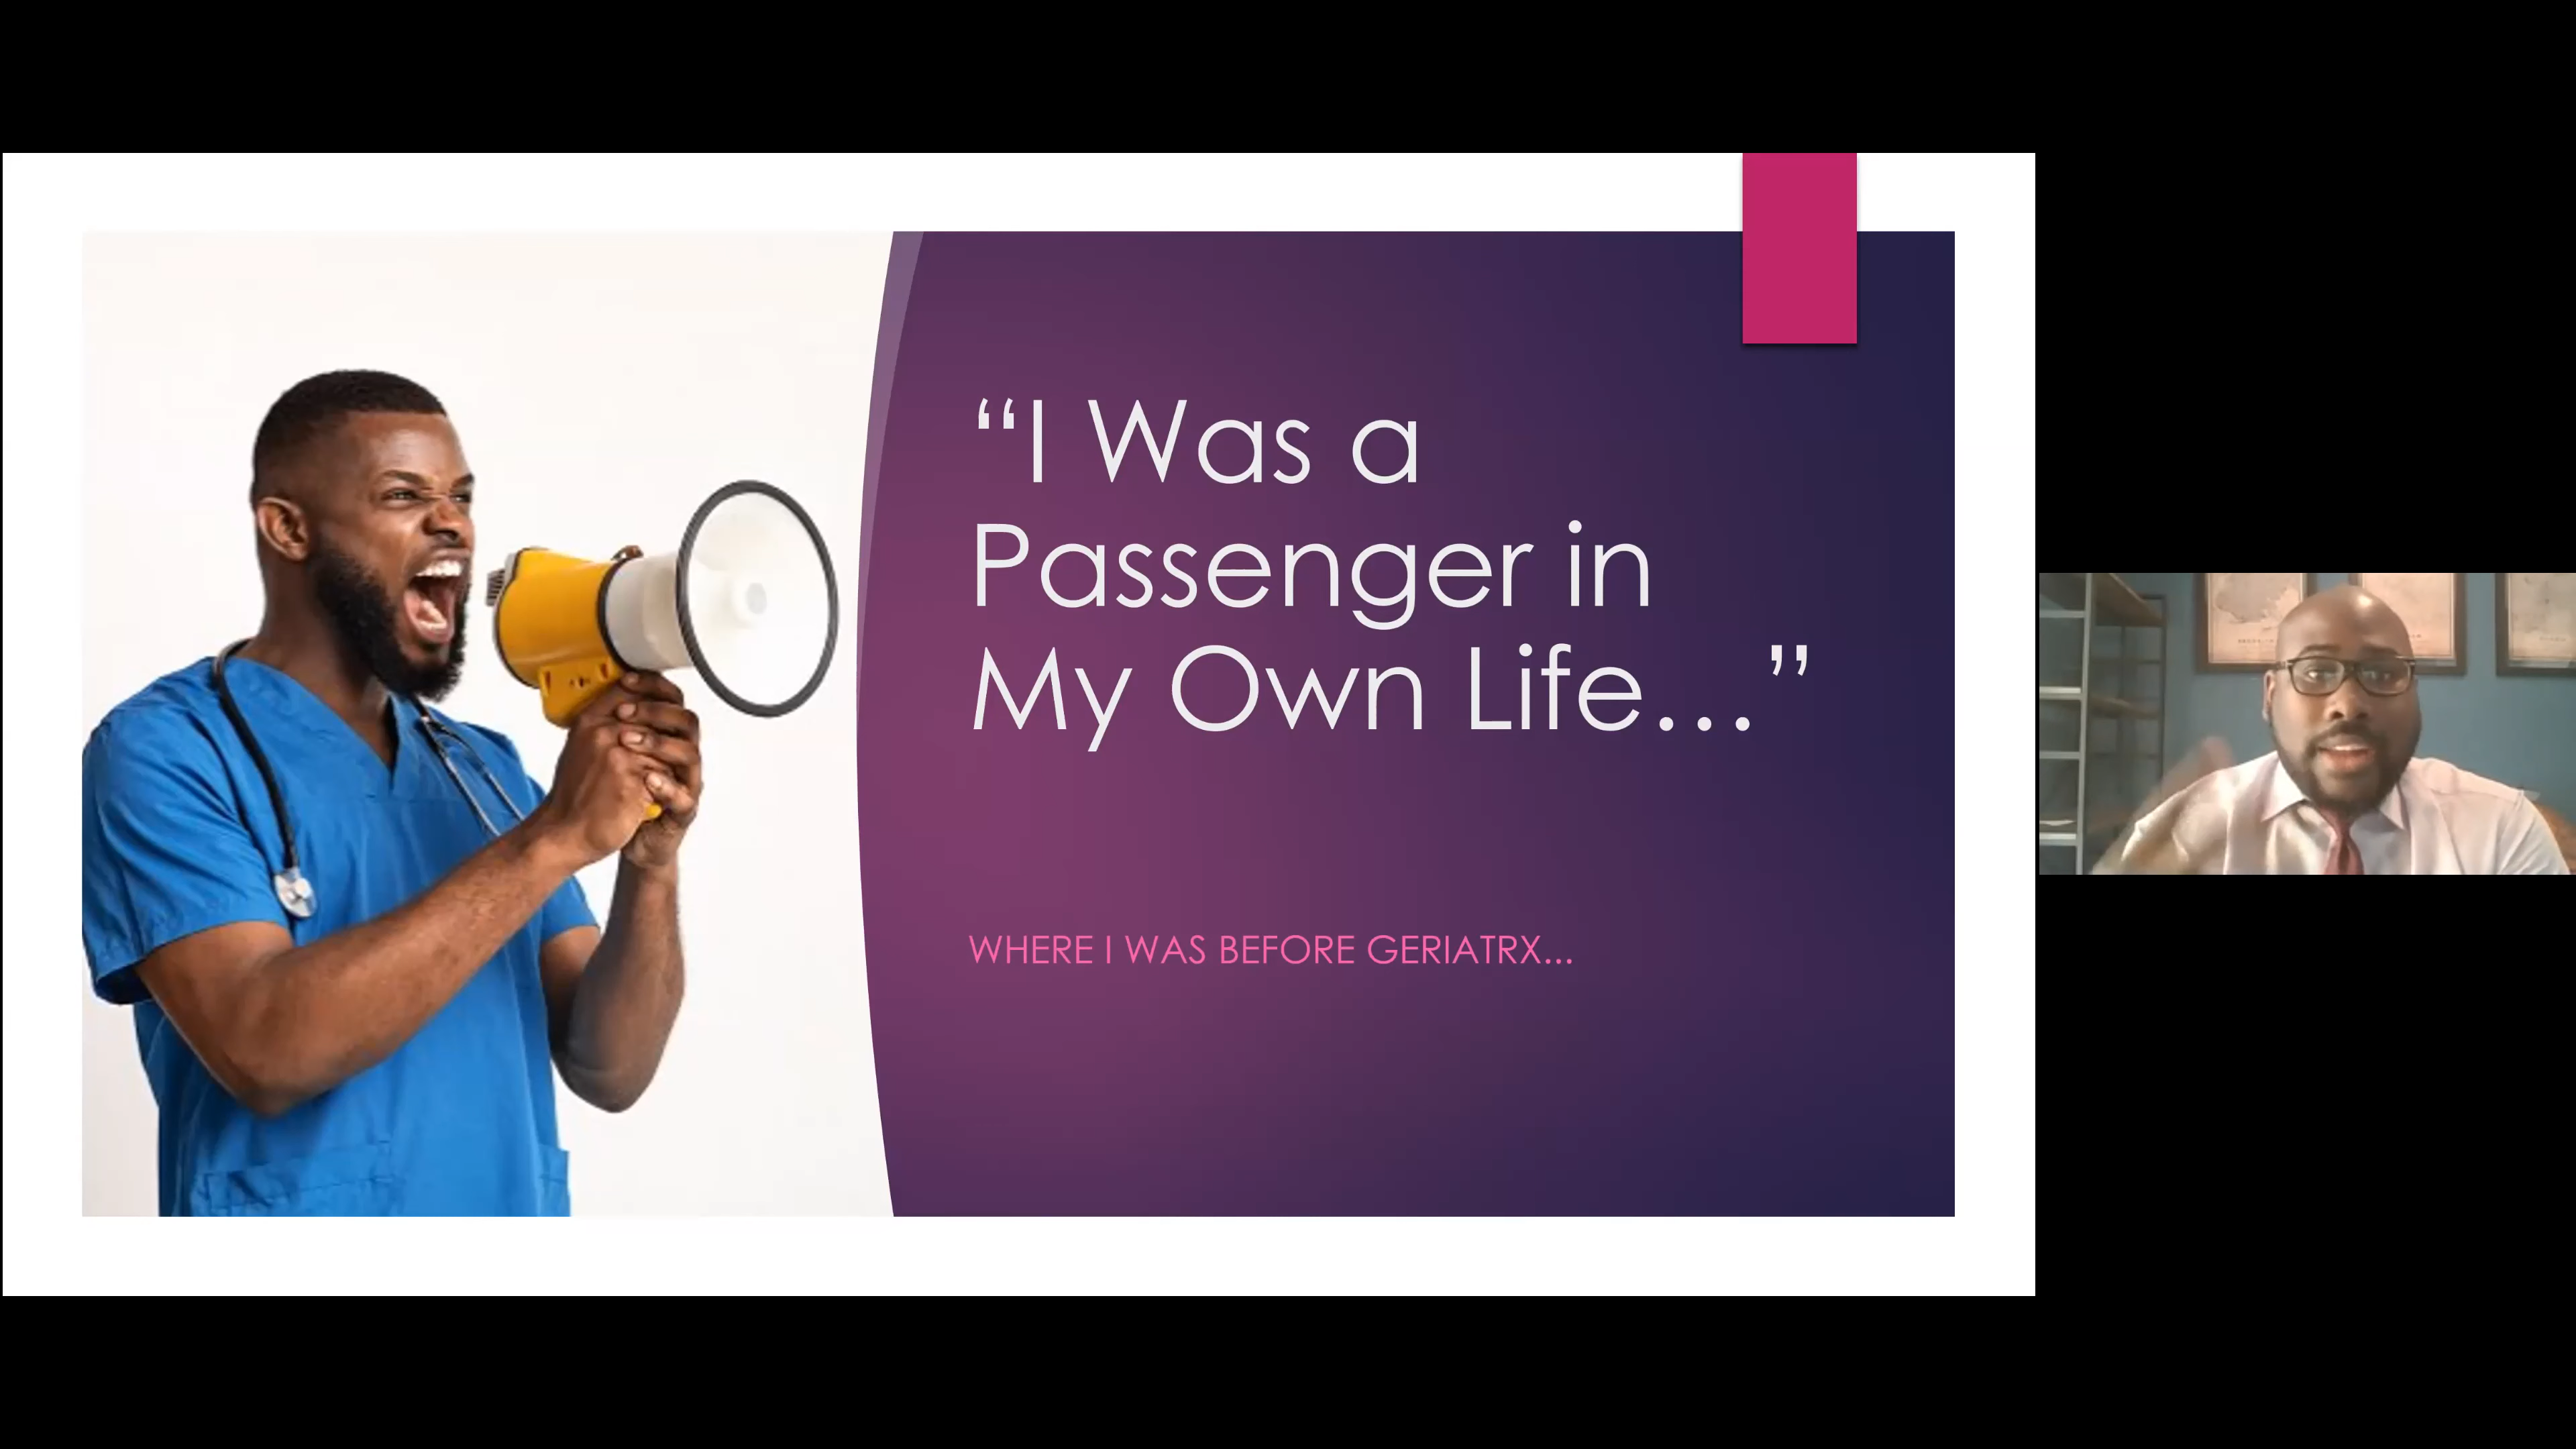 “I Was a
Passenger in
My Own Life…”
WHERE I WAS BEFORE GERIATRX…